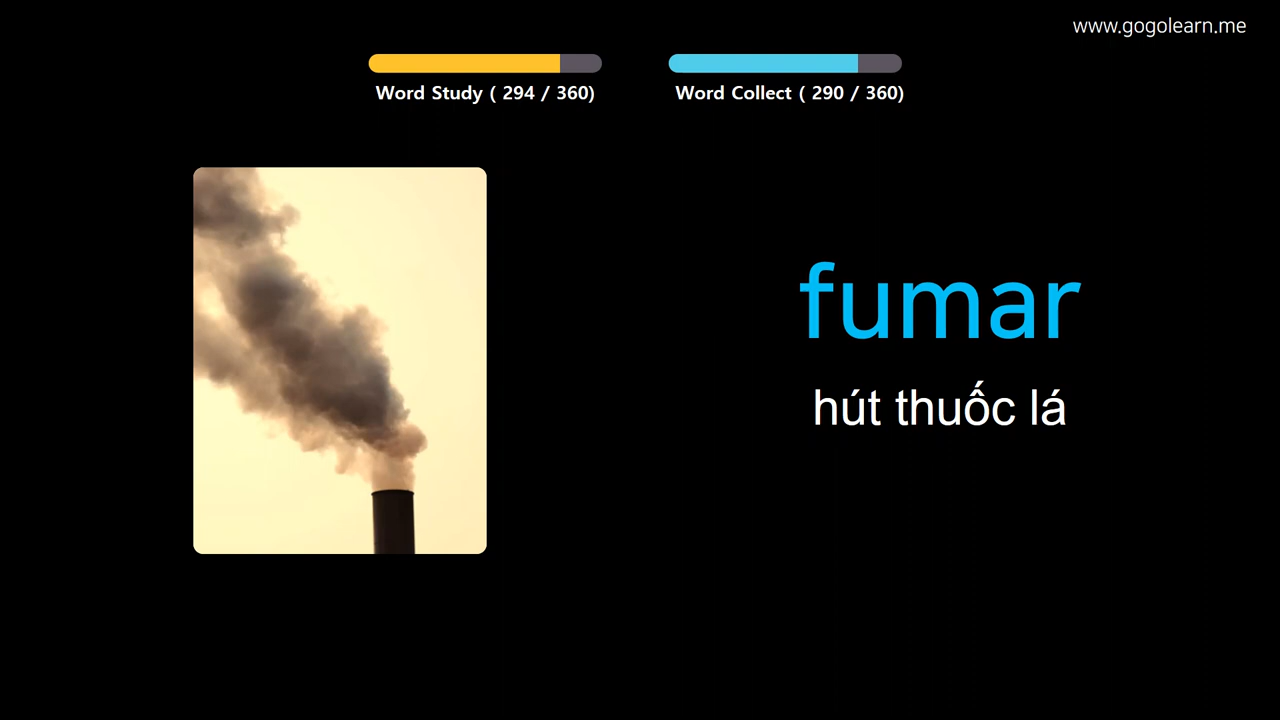 www.gogolearn.me
Word Study ( 294 / 360)
Word Collect ( 290 / 360)
fumar
hút thuốc lá